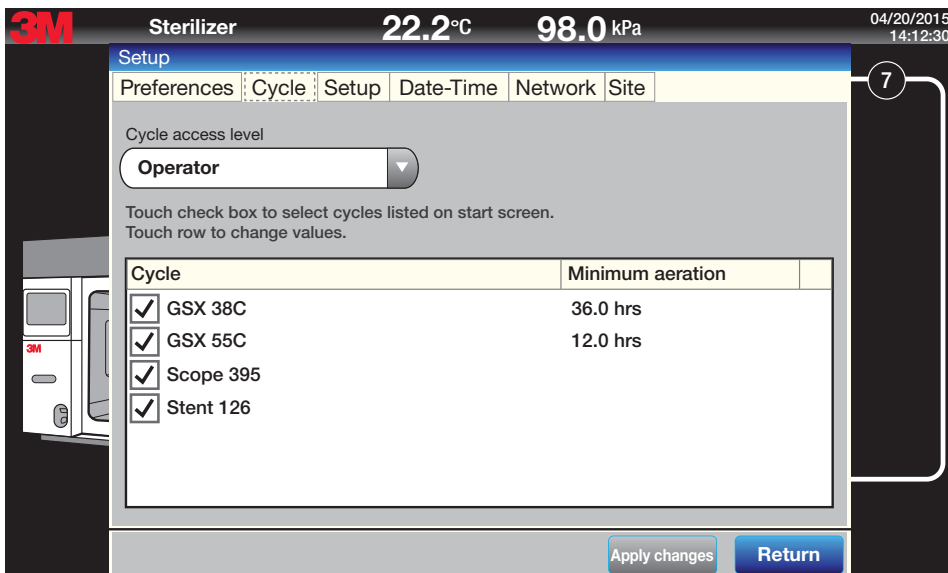 3M Sterilizer 22.2°C 98.0 kPa 04/20/2015
14:12:30
Setup
Preferences Cycle Setup Date-Time Network Site
7
Cycle access level
Operator
Touch check box to select cycles listed on start screen.
Touch row to change values.
Cycle Minimum aeration
GSX 38C 36.0 hrs
GSX 55C 12.0 hrs
3M
Scope 395
Stent 126
Apply changes Return